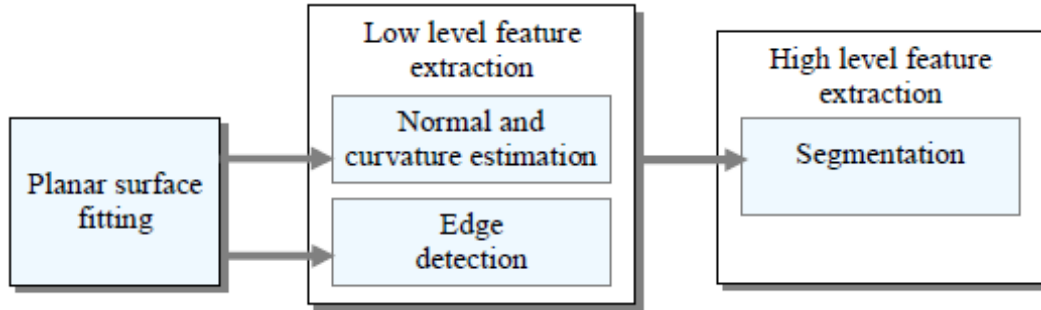 Planar surface
fitting
Low level feature
extraction
Normal and
curvature estimation
Edge
detection
High level feature
extraction
Segmentation